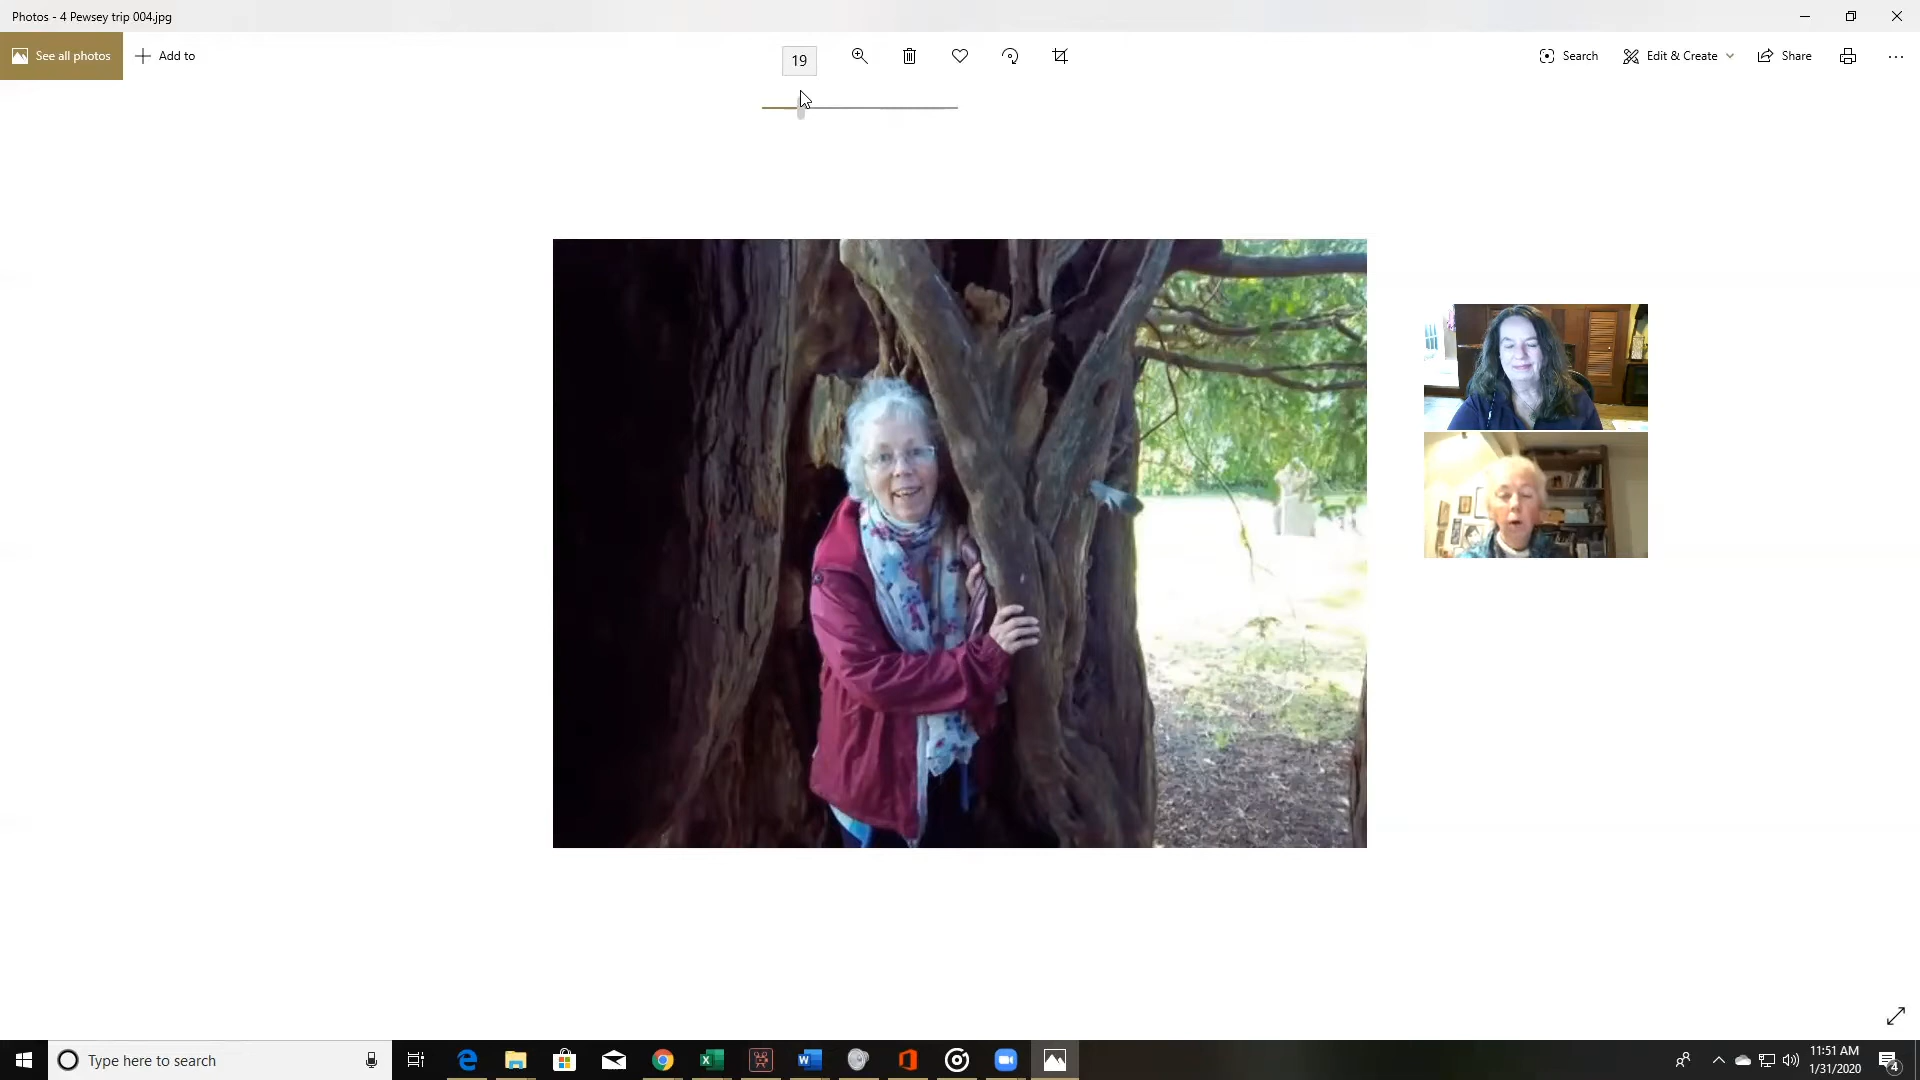 Photos - 4 Pewsey trip 004.jpg
See all photos
Add to
19
Search
Edit & Create
Share
Type here to search
11:51 AM
1/31/2020
4